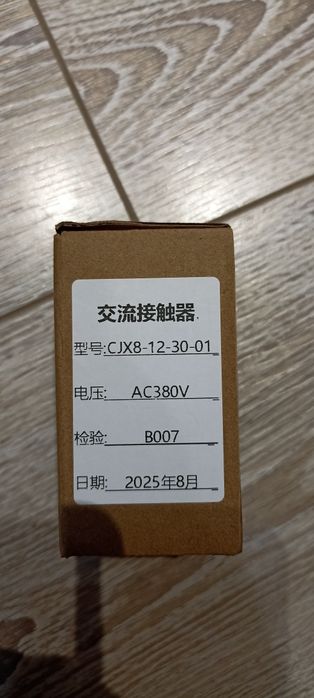 交流接触器.
型号:CJX8-12-30-01
电压: AC380V
检验: B007
日期: 2025年8月